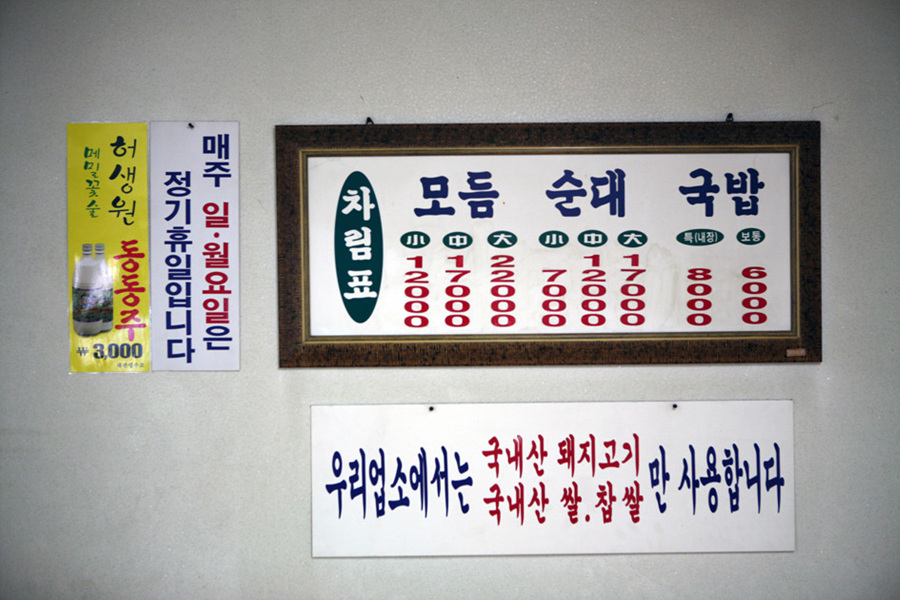 허생원
메밀꽃술
동동주
₩ 3,000
매주 일·월요일은
정기휴일입니다
차림표
모듬 순대 국밥
小 中 大 小 中 大 特(내장) 보통
12000 17000 22000 7000 12000 17000 8000 6000
우리업소에서는 국내산 돼지고기
국내산 쌀.찹쌀 만 사용합니다